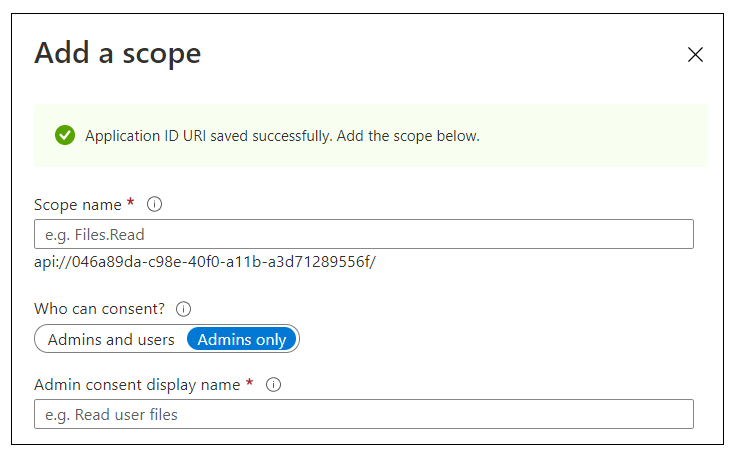 Add a scope
Application ID URI saved successfully. Add the scope below.
Scope name *
e.g. Files.Read
api://046a89da-c98e-40f0-a11b-a3d71289556f/
Who can consent?
Admins and users Admins only
Admin consent display name *
e.g. Read user files